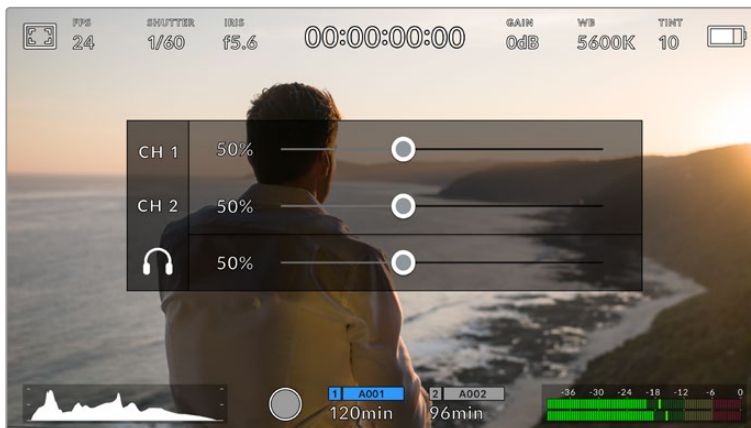 FPS SHUTTER IRIS GAIN WB TINT
24 1/60 f5.6 00:00:00:00 0dB 5600K 10
CH 1 50%
CH 2 50%
50%
1 A001 2 A002
120min 96min
-36 -30 -24 -18 -12 -6 0